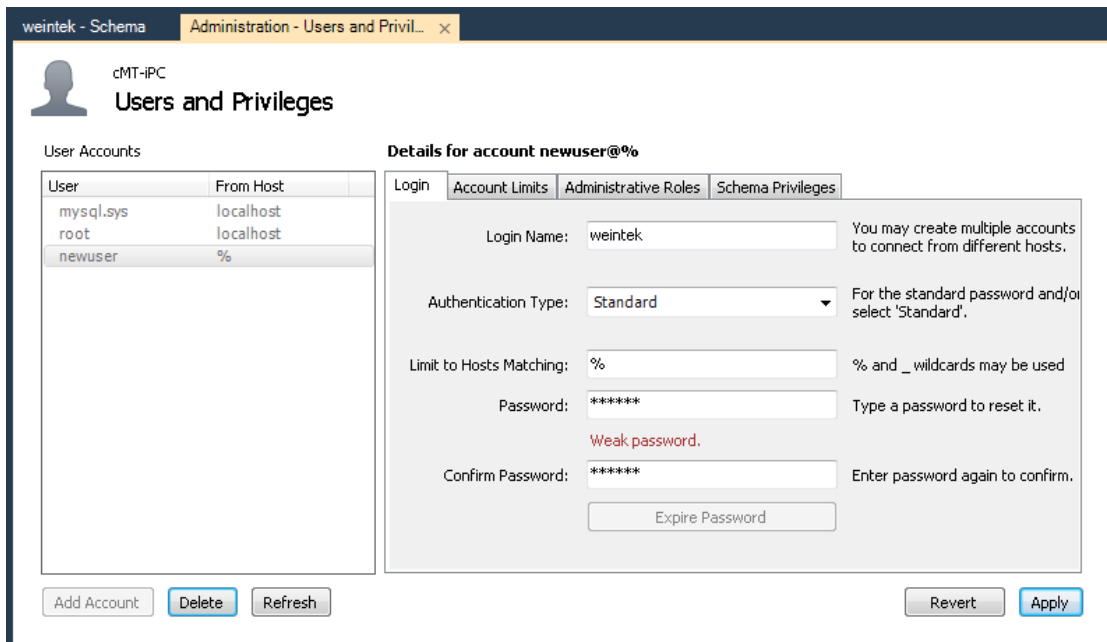 weintek - Schema
Administration - Users and Privil...
cMT-iPC
Users and Privileges
User Accounts
User From Host
mysql.sys localhost
root localhost
newuser %
Add Account Delete Refresh
Details for account newuser@%
Login Account Limits Administrative Roles Schema Privileges
Login Name: weintek
You may create multiple accounts
to connect from different hosts.
Authentication Type: Standard
For the standard password and/or
select 'Standard'.
Limit to Hosts Matching: % % and _ wildcards may be used
Password: ****** Type a password to reset it.
Weak password.
Confirm Password: ****** Enter password again to confirm.
Expire Password
Revert Apply